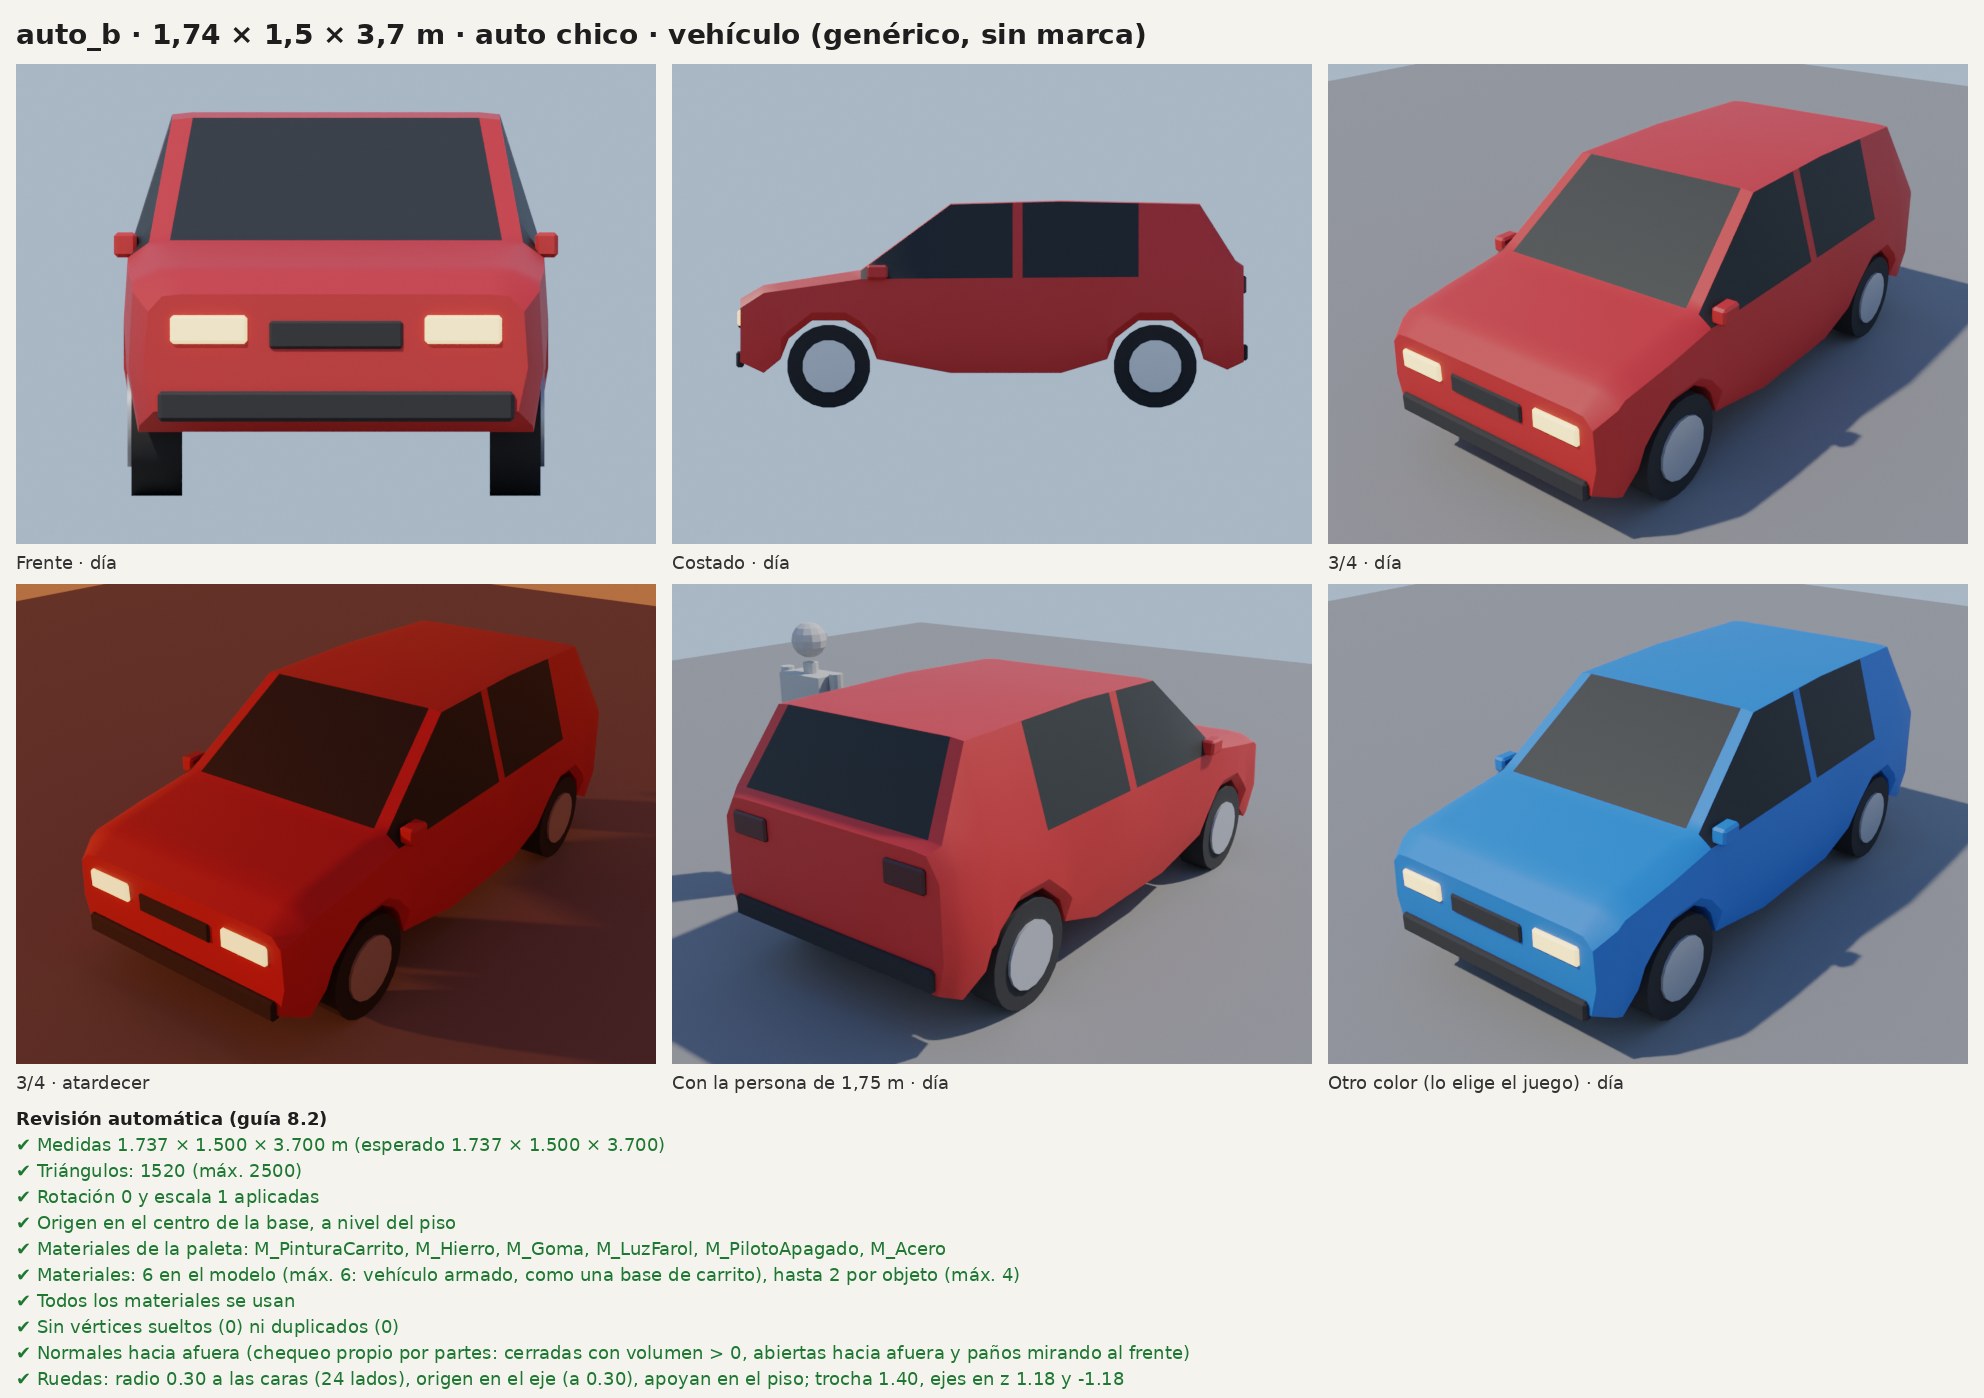 auto_b · 1,74 × 1,5 × 3,7 m · auto chico · vehículo (genérico, sin marca)
Frente · día
Costado · día
3/4 · día
3/4 · atardecer
Con la persona de 1,75 m · día
Otro color (lo elige el juego) · día
Revisión automática (guía 8.2)
✔ Medidas 1.737 × 1.500 × 3.700 m (esperado 1.737 × 1.500 × 3.700)
✔ Triángulos: 1520 (máx. 2500)
✔ Rotación 0 y escala 1 aplicadas
✔ Origen en el centro de la base, a nivel del piso
✔ Materiales de la paleta: M_PinturaCarrito, M_Hierro, M_Goma, M_LuzFarol, M_PilotoApagado, M_Acero
✔ Materiales: 6 en el modelo (máx. 6: vehículo armado, como una base de carrito), hasta 2 por objeto (máx. 4)
✔ Todos los materiales se usan
✔ Sin vértices sueltos (0) ni duplicados (0)
✔ Normales hacia afuera (chequeo propio por partes: cerradas con volumen > 0, abiertas hacia afuera y paños mirando al frente)
✔ Ruedas: radio 0.30 a las caras (24 lados), origen en el eje (a 0.30), apoyan en el piso; trocha 1.40, ejes en z 1.18 y -1.18